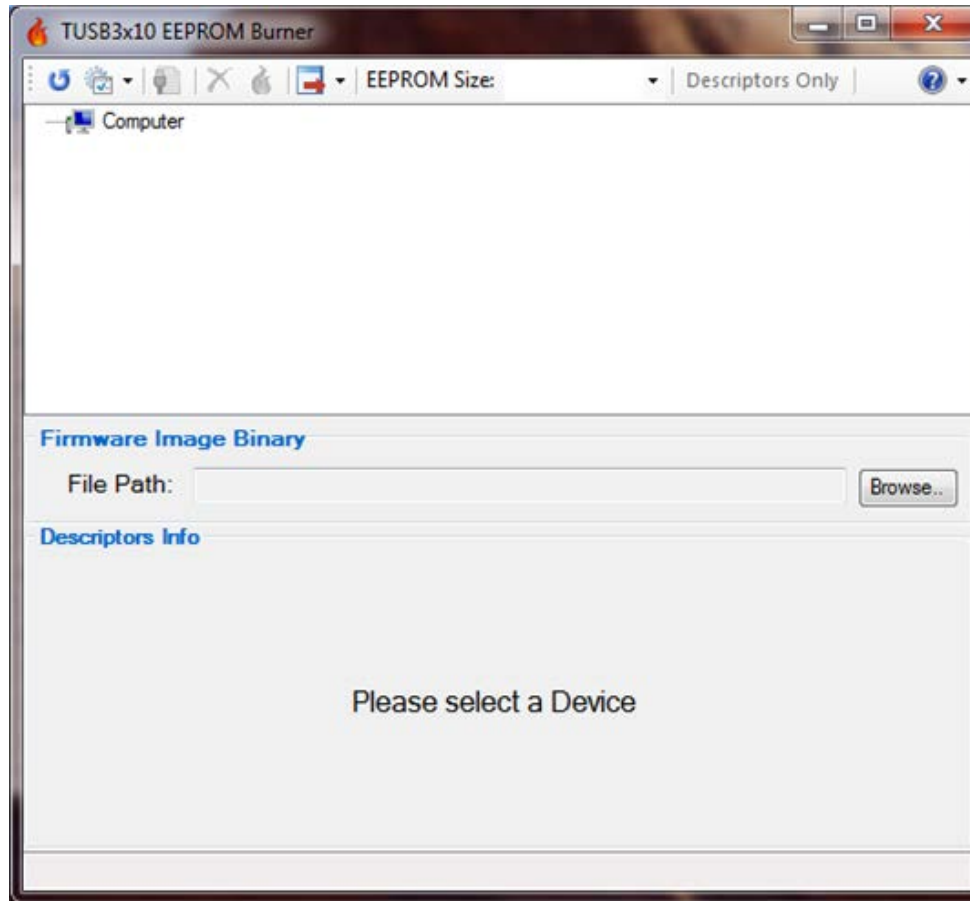 TUSB3x10 EEPROM Burner
EEPROM Size: Descriptors Only
Computer
Firmware Image Binary
File Path: Browse..
Descriptors Info
Please select a Device